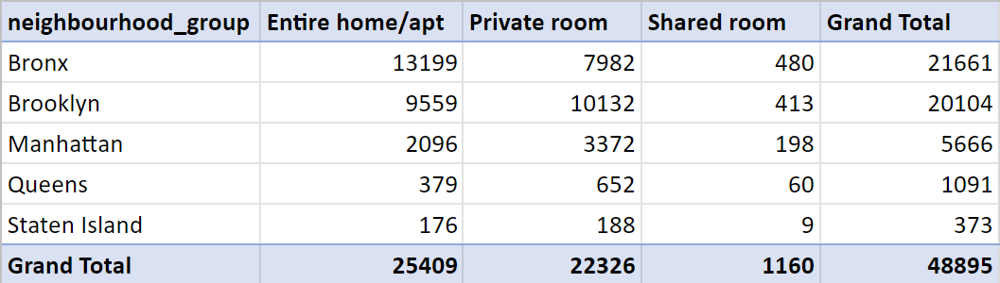 neighbourhood_group Entire home/apt Private room Shared room Grand Total
Bronx 13199 7982 480 21661
Brooklyn 9559 10132 413 20104
Manhattan 2096 3372 198 5666
Queens 379 652 60 1091
Staten Island 176 188 9 373
Grand Total 25409 22326 1160 48895